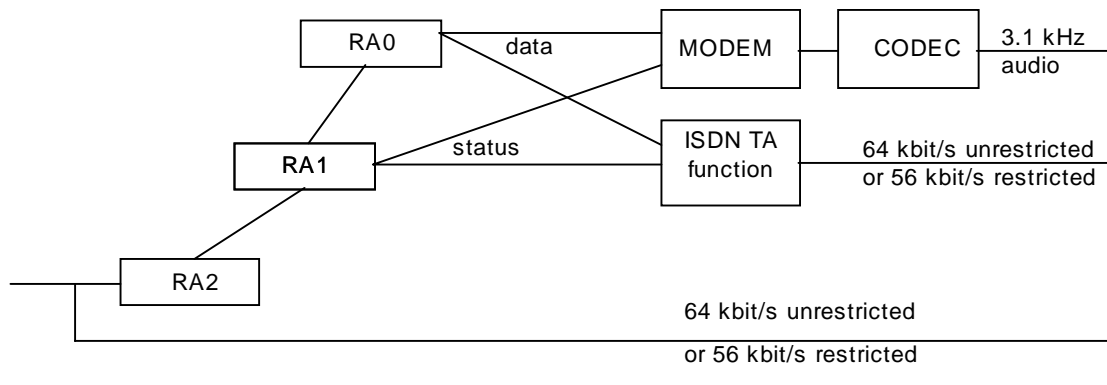 RA0
data
MODEM
CODEC
3.1 kHz
audio
RA1
status
ISDN TA
function
64 kbit/s unrestricted
or 56 kbit/s restricted
RA2
64 kbit/s unrestricted
or 56 kbit/s restricted